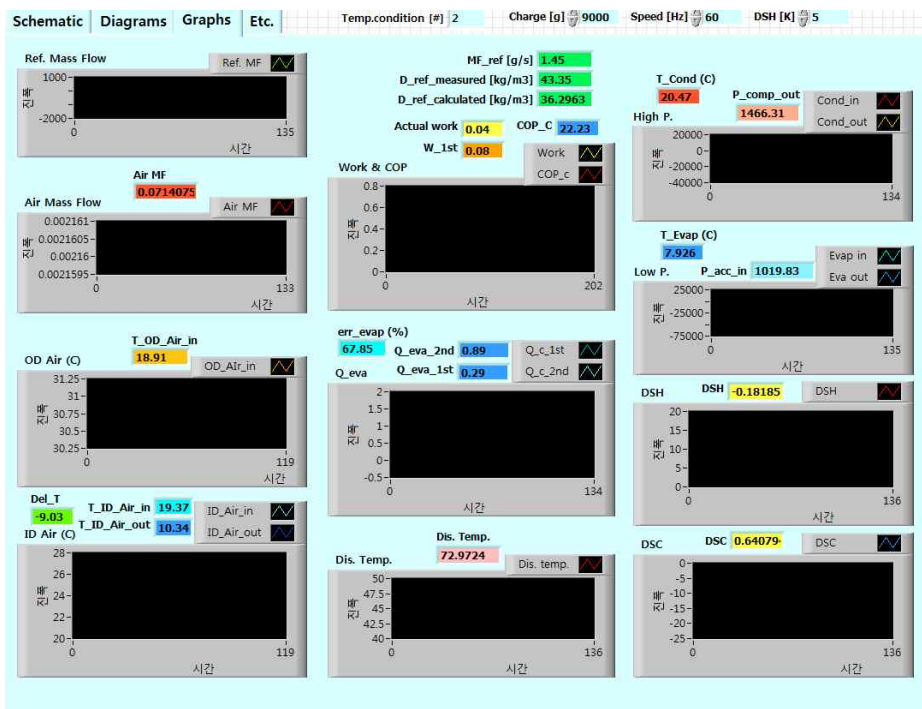 Schematic Diagrams Graphs Etc. Temp.condition [#] 2 Charge [g] 9000 Speed [Hz] 60 DSH [K] 5
Ref. Mass Flow
Ref. MF
1000
-2000
진폭
0 135
시간
Air MF
0.0714075
Air Mass Flow
Air MF
0.002161
0.0021605
0.00216
0.0021595
진폭
0 133
시간
T_OD_Air_in
18.91
OD Air (C)
OD_AIr_in
31.25
31
30.75
30.5
30.25
진폭
0 119
시간
Del_T
-9.03
T_ID_Air_in 19.37
T_ID_Air_out 10.34
ID Air (C)
ID_Air_in
ID_Air_out
28
26
24
22
20
진폭
0 119
시간
MF_ref [g/s] 1.45
D_ref_measured [kg/m3] 43.35
D_ref_calculated [kg/m3] 36.2963
Actual work 0.04 COP_C 22.23
W_1st 0.08
Work & COP
Work
COP_c
0.8
0.6
0.4
0.2
0
진폭
0 202
시간
err_evap (%)
67.85
Q_eva_2nd 0.89
Q_eva_1st 0.29
Q_eva
Q_c_1st
Q_c_2nd
2
1.5
1
0.5
0
-0.5
진폭
0 134
시간
Dis. Temp.
72.9724
Dis. Temp.
Dis. temp.
50
47.5
45
42.5
40
진폭
0 136
시간
T_Cond (C)
20.47
P_comp_out
1466.31
High P.
Cond_in
Cond_out
20000
0
-20000
-40000
진폭
0 134
시간
T_Evap (C)
7.926
Low P. P_acc_in 1019.83
Evap in
Eva out
25000
-25000
-75000
진폭
0 135
시간
DSH DSH -0.18185 DSH
20
15
10
5
0
진폭
0 136
시간
DSC DSC 0.64079 DSC
0
-5
-10
-15
-20
-25
진폭
0 136
시간